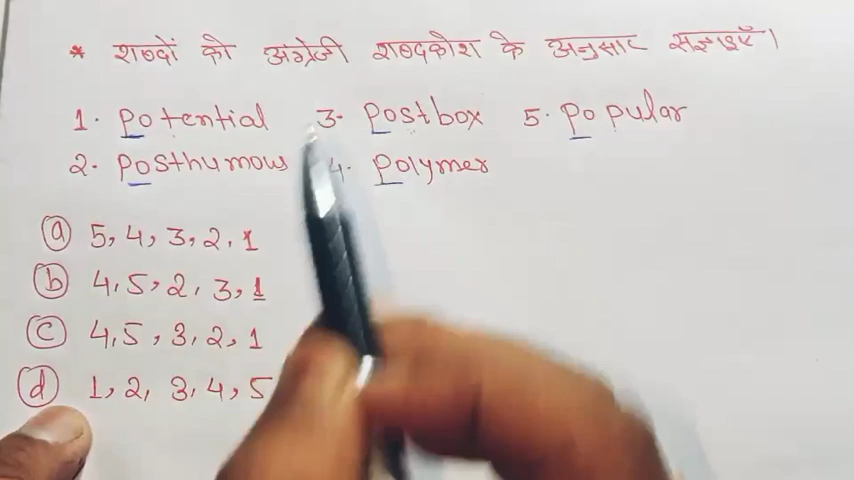 * शब्दों को अंग्रेजी शब्दकोश के अनुसार सजाइएँ।
1. Potential 3. Postbox 5. Popular
2. Posthumous 4. Polymer
(a) 5, 4, 3, 2, 1
(b) 4, 5, 2, 3, 1
(c) 4, 5, 3, 2, 1
(d) 1, 2, 3, 4, 5